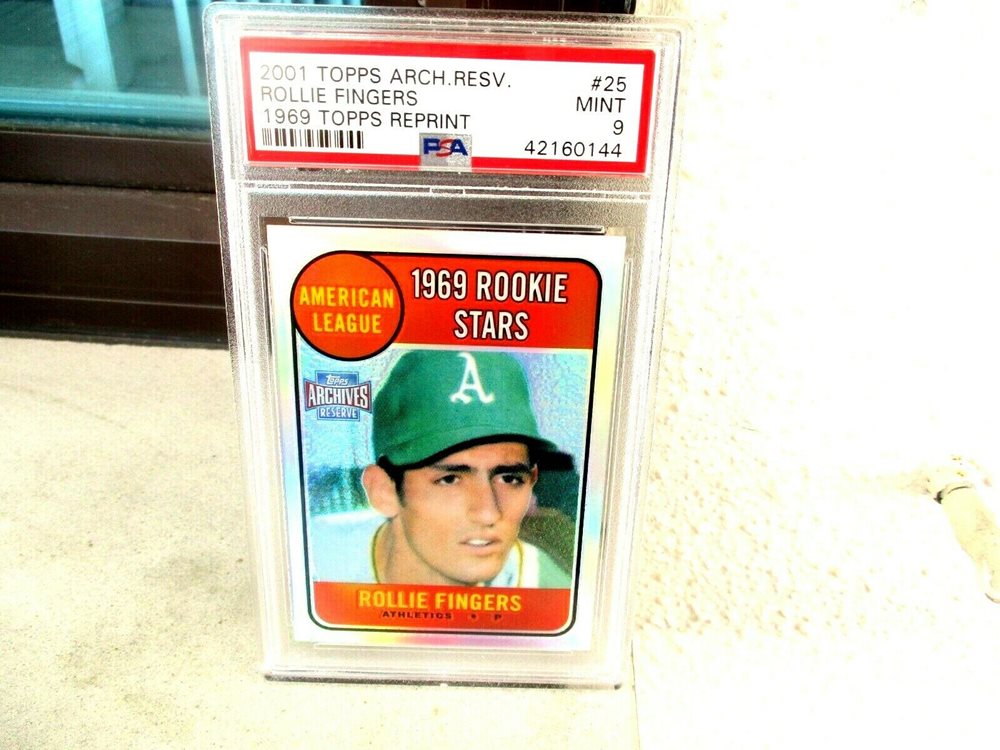 2001 TOPPS ARCH.RESV.
#25
ROLLIE FINGERS
MINT
1969 TOPPS REPRINT
9
PSA
42160144
AMERICAN
LEAGUE
1969 ROOKIE
STARS
Topps
ARCHIVES
RESERVE
A
ROLLIE FINGERS
ATHLETICS • P